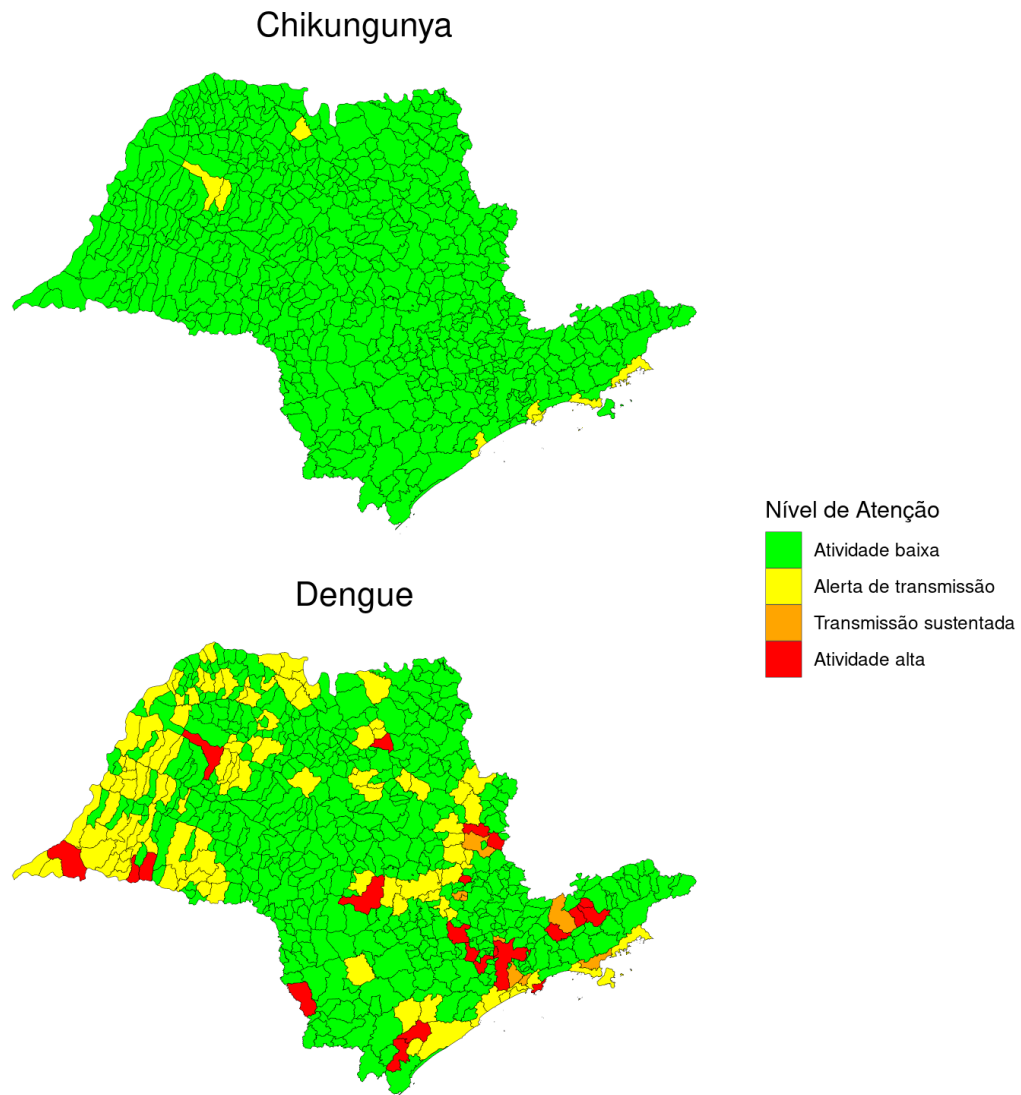 Chikungunya
Nível de Atenção
Atividade baixa
Alerta de transmissão
Transmissão sustentada
Atividade alta
Dengue